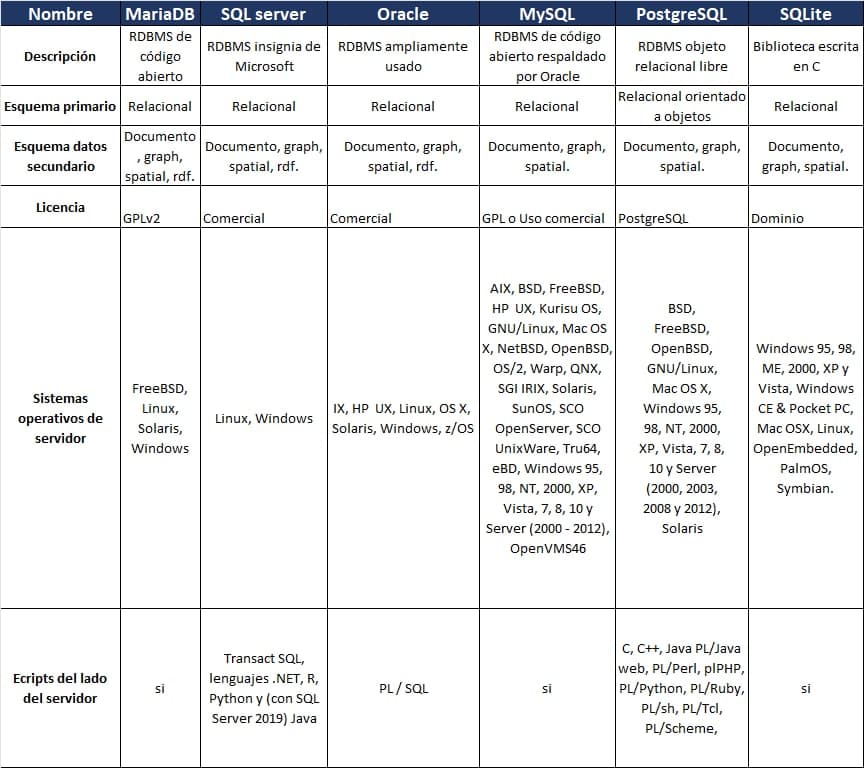 Nombre
MariaDB
SQL server
Oracle
MySQL
PostgreSQL
SQLite
Descripción
RDBMS de
código
abierto
RDBMS insignia de
Microsoft
RDBMS ampliamente
usado
RDBMS de código
abierto respaldado
por Oracle
RDBMS objeto
relacional libre
Biblioteca escrita
en C
Esquema primario
Relacional
Relacional
Relacional
Relacional
Relacional orientado
a objetos
Relacional
Esquema datos
secundario
Documento
, graph,
spatial, rdf.
Documento, graph,
spatial, rdf.
Documento, graph,
spatial, rdf.
Documento, graph,
spatial.
Documento, graph,
spatial.
Documento,
graph, spatial.
Licencia
GPLv2
Comercial
Comercial
GPL o Uso comercial
PostgreSQL
Dominio
Sistemas
operativos de
servidor
FreeBSD,
Linux,
Solaris,
Windows
Linux, Windows
IX, HP UX, Linux, OS X,
Solaris, Windows, z/OS
AIX, BSD, FreeBSD,
HP UX, Kurisu OS,
GNU/Linux, Mac OS
X, NetBSD, OpenBSD,
OS/2, Warp, QNX,
SGI IRIX, Solaris,
SunOS, SCO
OpenServer, SCO
UnixWare, Tru64,
eBD, Windows 95,
98, NT, 2000, XP,
Vista, 7, 8, 10 y
Server (2000 - 2012),
OpenVMS46
BSD,
FreeBSD,
OpenBSD,
GNU/Linux,
Mac OS X,
Windows 95,
98, NT, 2000,
XP, Vista, 7, 8,
10 y Server
(2000, 2003,
2008 y 2012),
Solaris
Windows 95, 98,
ME, 2000, XP y
Vista, Windows
CE & Pocket PC,
Mac OSX, Linux,
OpenEmbedded,
PalmOS,
Symbian.
Ecripts del lado
del servidor
si
Transact SQL,
lenguajes .NET, R,
Python y (con SQL
Server 2019) Java
PL / SQL
si
C, C++, Java PL/Java
web, PL/Perl, plPHP,
PL/Python, PL/Ruby,
PL/sh, PL/Tcl,
PL/Scheme,
si